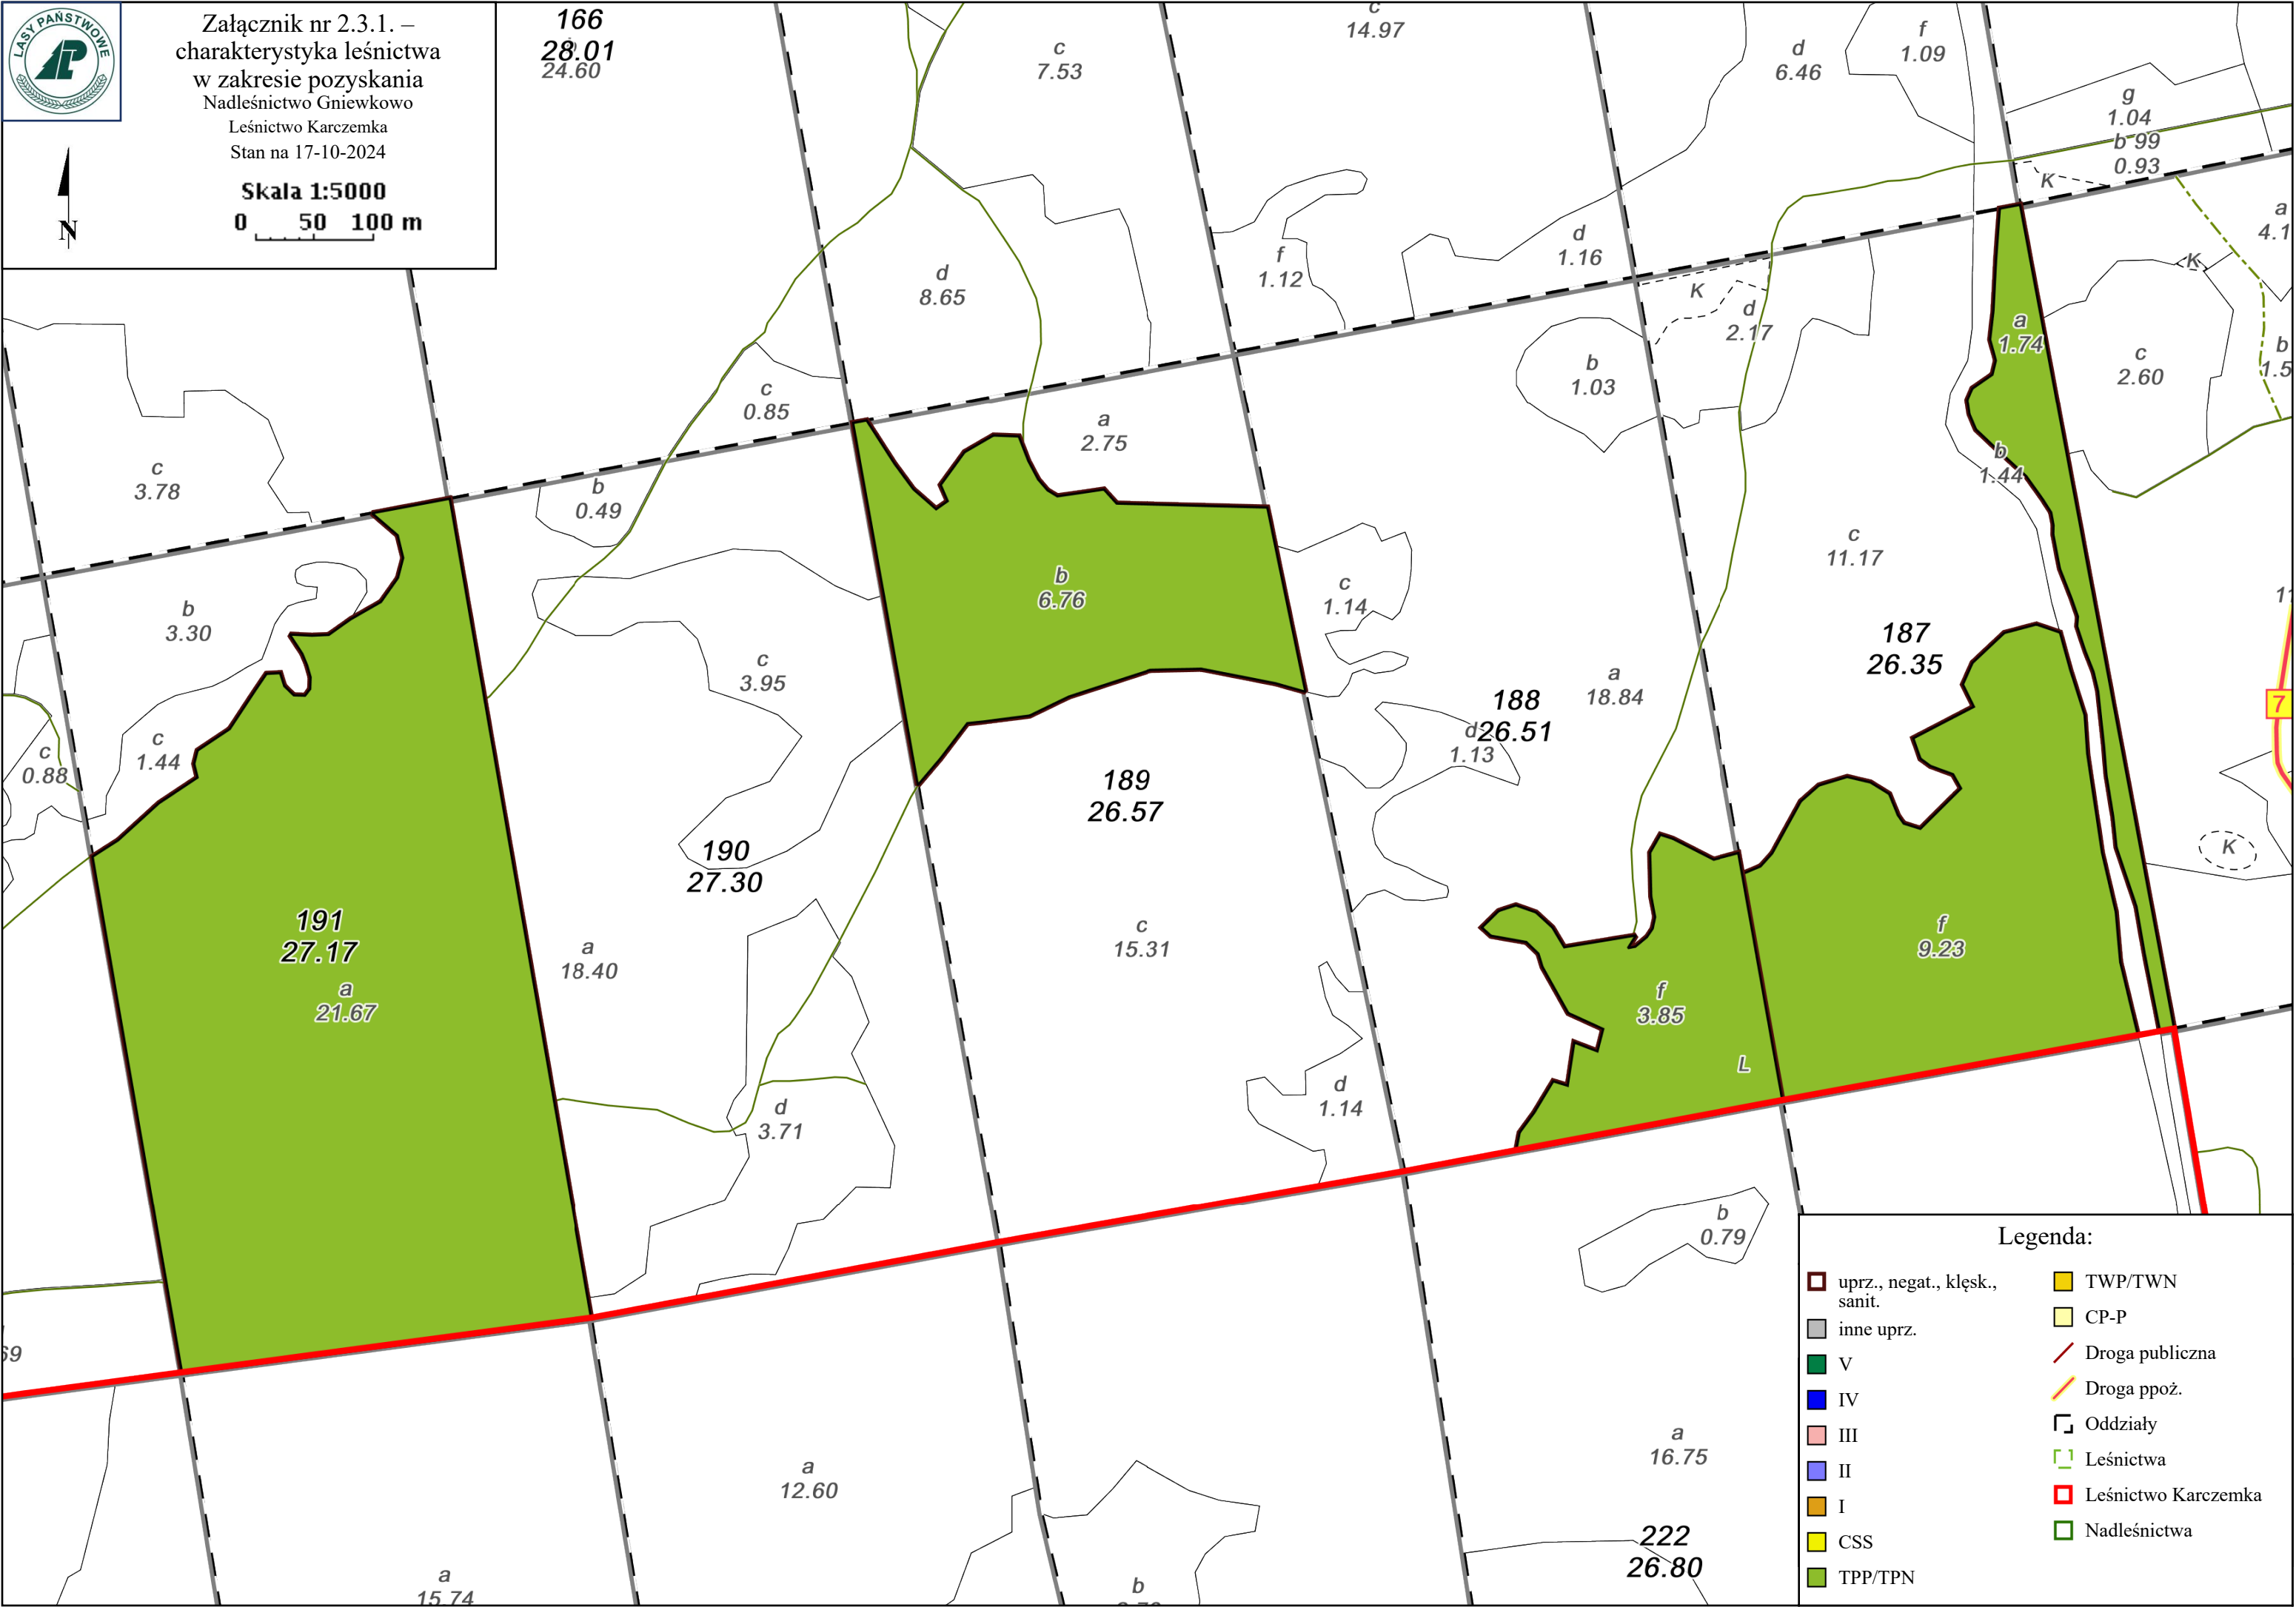 LASY PAŃSTWOWE
Załącznik nr 2.3.1. –
charakterystyka leśnictwa
w zakresie pozyskania
Nadleśnictwo Gniewkowo
Leśnictwo Karczemka
Stan na 17-10-2024
Skala 1:5000
0 50 100 m
N
166
28.01
24.60
c
7.53
c
14.97
d
6.46
f
1.09
g
1.04
b 99
0.93
K
a
4.1
d
8.65
f
1.12
d
1.16
K
d
2.17
a
1.74
K
c
2.60
b
1.5
b
1.03
c
0.85
a
2.75
c
3.78
b
0.49
b
1.44
c
11.17
b
3.30
b
6.76
c
1.14
187
26.35
c
3.95
a
18.84
188
26.51
d
1.13
7
c
0.88
c
1.44
189
26.57
190
27.30
K
191
27.17
a
21.67
a
18.40
c
15.31
f
3.85
f
9.23
L
d
3.71
d
1.14
b
0.79
69
a
12.60
a
16.75
222
26.80
a
15.74
b
Legenda:
uprz., negat., klęsk.,
sanit.
inne uprz.
V
IV
III
II
I
CSS
TPP/TPN
TWP/TWN
CP-P
Droga publiczna
Droga ppoż.
Oddziały
Leśnictwa
Leśnictwo Karczemka
Nadleśnictwa